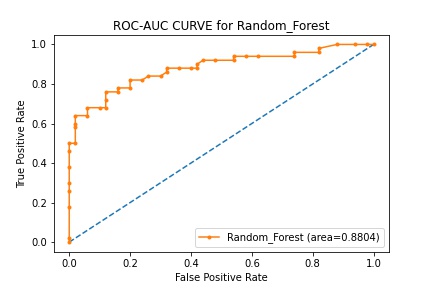 ROC-AUC CURVE for Random_Forest
True Positive Rate
1.0
0.8
0.6
0.4
0.2
0.0
Random_Forest (area=0.8804)
0.0 0.2 0.4 0.6 0.8 1.0
False Positive Rate